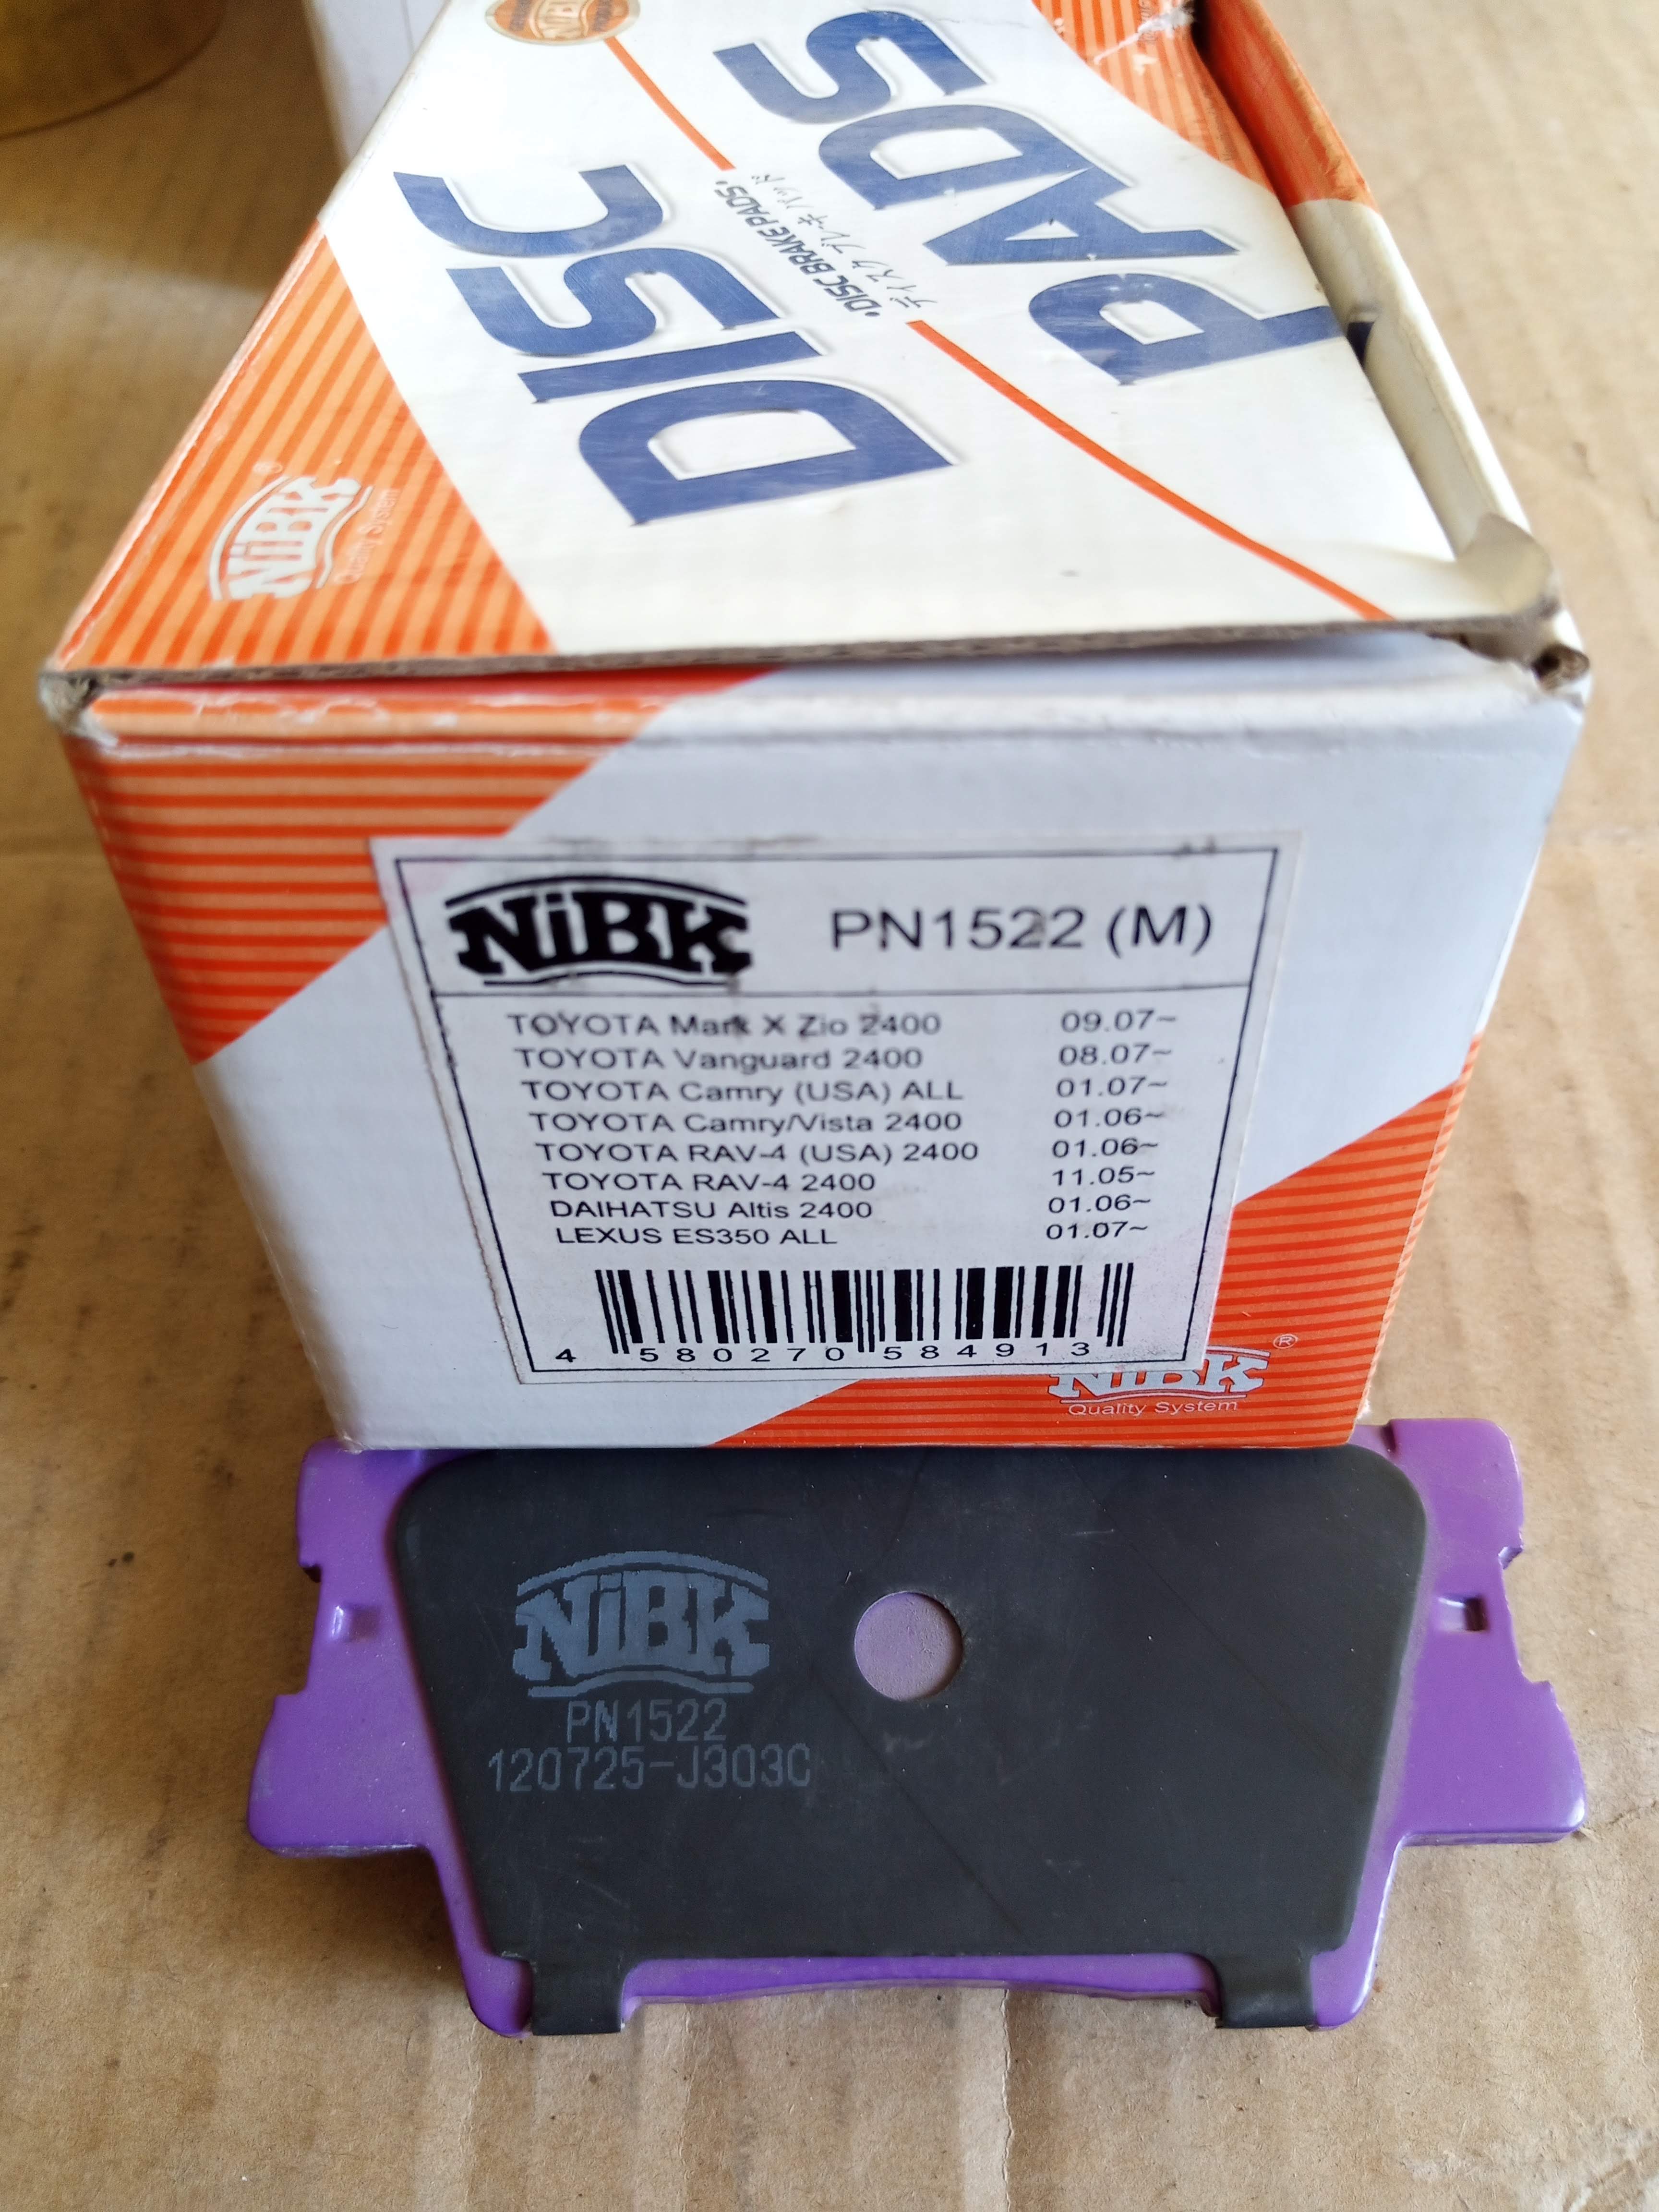 NiBK
DISC
PADS
•DISC BRAKE PADS•
ディスクブレーキパッド
NiBK ®
Quality System
NiBK PN1522 (M)
TOYOTA Mark X Zio 2400 09.07~
TOYOTA Vanguard 2400 08.07~
TOYOTA Camry (USA) ALL 01.07~
TOYOTA Camry/Vista 2400 01.06~
TOYOTA RAV-4 (USA) 2400 01.06~
TOYOTA RAV-4 2400 11.05~
DAIHATSU Altis 2400 01.06~
LEXUS ES350 ALL 01.07~
4 580270 584913
NiBK ®
Quality System
NiBK
PN1522
120725-J303C